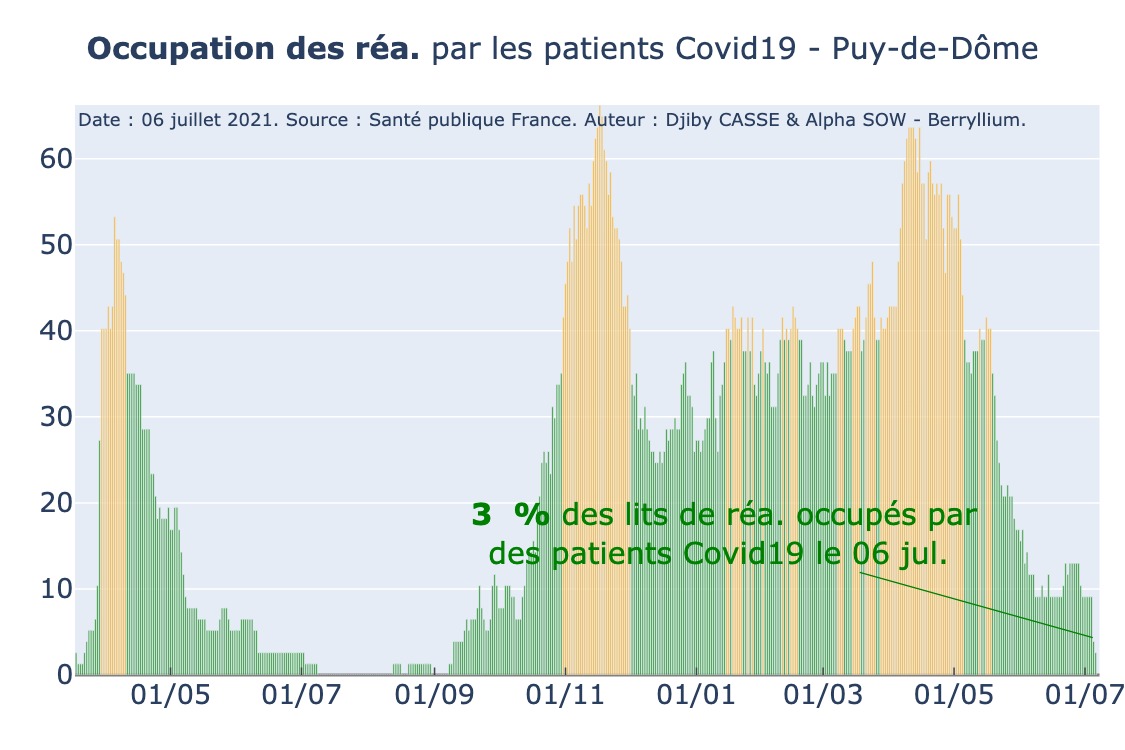 Occupation des réa. par les patients Covid19 - Puy-de-Dôme
Date : 06 juillet 2021. Source : Santé publique France. Auteur : Djiby CASSE & Alpha SOW - Berryllium.
60
50
40
30
20
10
0
3 % des lits de réa. occupés par
des patients Covid19 le 06 jul.
01/05 01/07 01/09 01/11 01/01 01/03 01/05 01/07